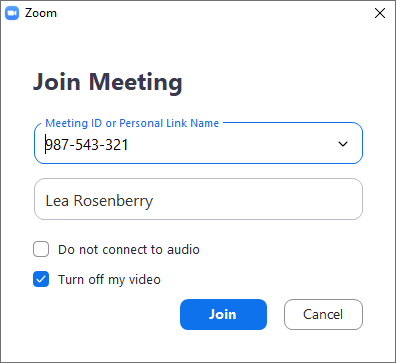 Zoom
Join Meeting
Meeting ID or Personal Link Name
987-543-321
Lea Rosenberry
Do not connect to audio
Turn off my video
Join Cancel